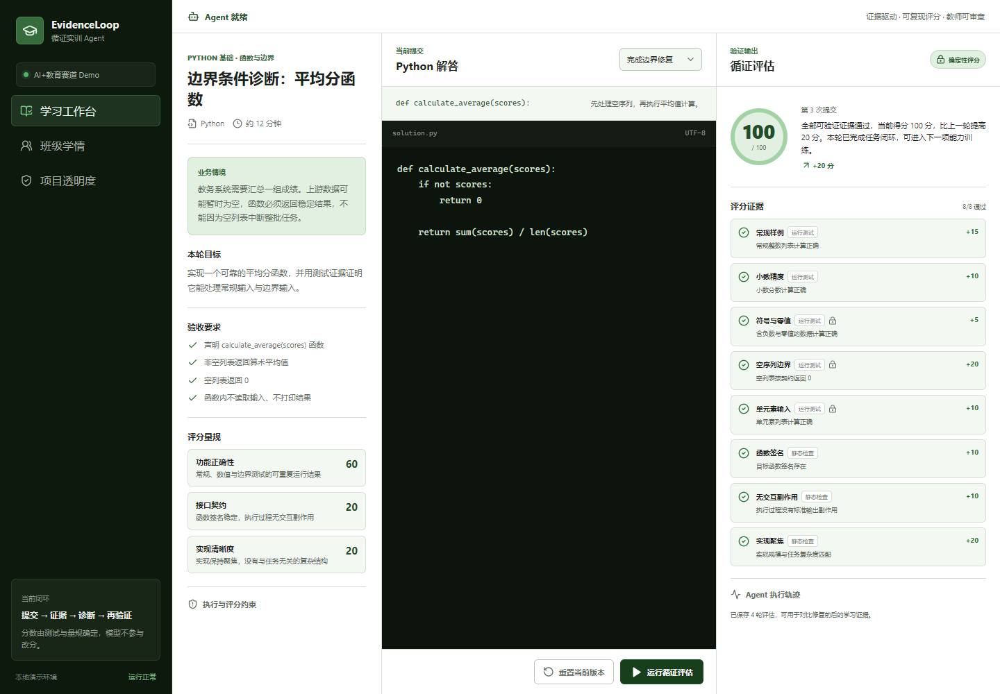 EvidenceLoop
循证实训 Agent
AI+教育赛道 Demo
学习工作台
班级学情
项目透明度
当前闭环
提交 → 证据 → 诊断 → 再验证
分数由测试与量规确定，模型不参与
改分。
本地演示环境
运行正常
Agent 就绪
证据驱动 · 可复现评分 · 教师可审查
PYTHON 基础 · 函数与边界
边界条件诊断：平均分函
数
Python
约 12 分钟
业务情境
教务系统需要汇总一组成绩。上游数据可
能暂时为空，函数必须返回稳定结果，不
能因为空列表中断整批任务。
本轮目标
实现一个可靠的平均分函数，并用测试证据证明
它能处理常规输入与边界输入。
验收要求
声明 calculate_average(scores) 函数
非空列表返回算术平均值
空列表返回 0
函数内不读取输入、不打印结果
评分量规
功能正确性
60
常规、数值与边界测试的可重复运行结果
接口契约
20
函数签名稳定，执行过程无交互副作用
实现清晰度
20
实现保持聚焦，没有与任务无关的复杂结构
执行与评分约束
当前提交
Python 解答
完成边界修复
def calculate_average(scores):
先处理空序列，再执行平均值计算。
solution.py
UTF-8
def calculate_average(scores):
    if not scores:
        return 0
    return sum(scores) / len(scores)
重置当前版本
运行循证评估
验证输出
循证评估
确定性评分
100
/ 100
第 3 次提交
全部可验证证据通过，当前得分 100 分，比上一轮提高
20 分。本轮已完成任务闭环，可进入下一项能力训
练。
+20 分
评分证据
8/8 通过
常规样例 运行测试
+15
常规整数列表计算正确
小数精度 运行测试
+10
小数分数计算正确
符号与零值 运行测试
+5
含负数与零值的数据计算正确
空序列边界 运行测试
+20
空列表按契约返回 0
单元素输入 运行测试
+10
单元素列表计算正确
函数签名 静态检查
+10
目标函数签名存在
无交互副作用 静态检查
+10
执行过程没有标准输出副作用
实现聚焦 静态检查
+20
实现规模与任务复杂度匹配
Agent 执行轨迹
已保存 4 轮评估，可用于对比修复前后的学习证据。